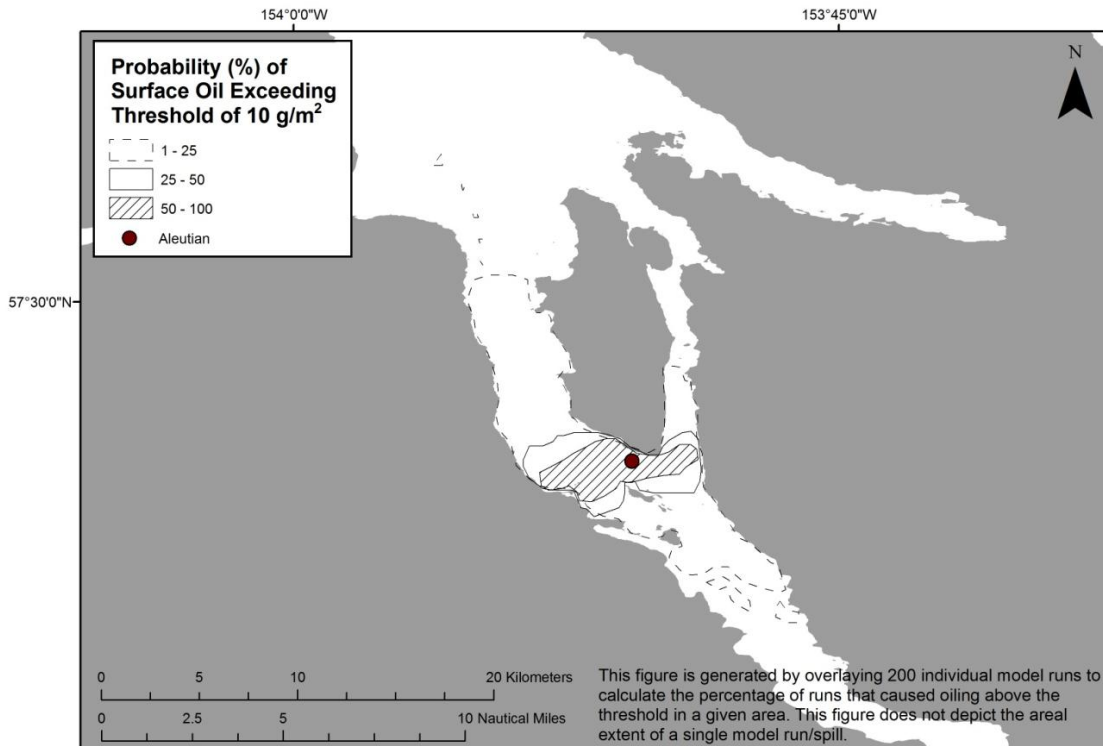 154°0'0"W
153°45'0"W
Probability (%) of
Surface Oil Exceeding
Threshold of 10 g/m²
1 - 25
25 - 50
50 - 100
Aleutian
N
57°30'0"N
0 5 10 20 Kilometers
0 2.5 5 10 Nautical Miles
This figure is generated by overlaying 200 individual model runs to
calculate the percentage of runs that caused oiling above the
threshold in a given area. This figure does not depict the areal
extent of a single model run/spill.